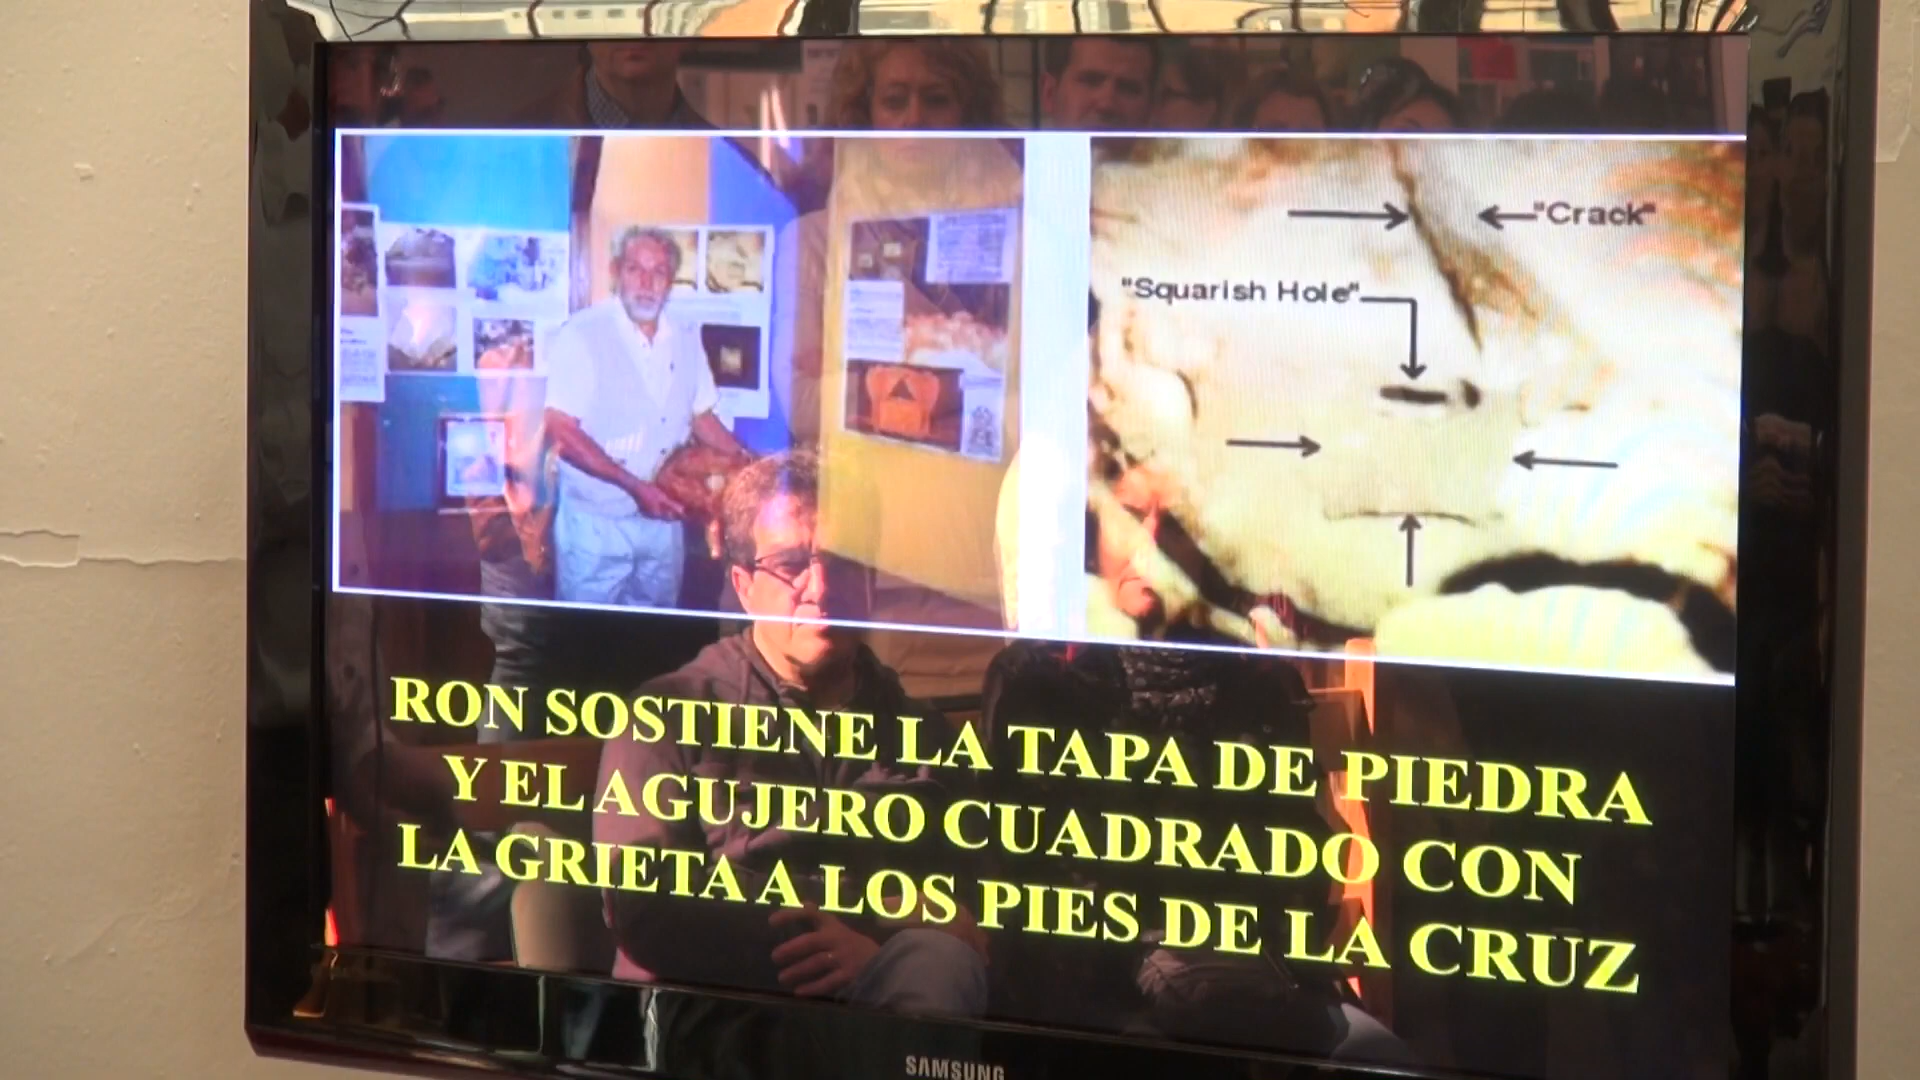 "Crack"
"Squarish Hole"
RON SOSTIENE LA TAPA DE PIEDRA
Y EL AGUJERO CUADRADO CON
LA GRIETA A LOS PIES DE LA CRUZ
SAMSUNG